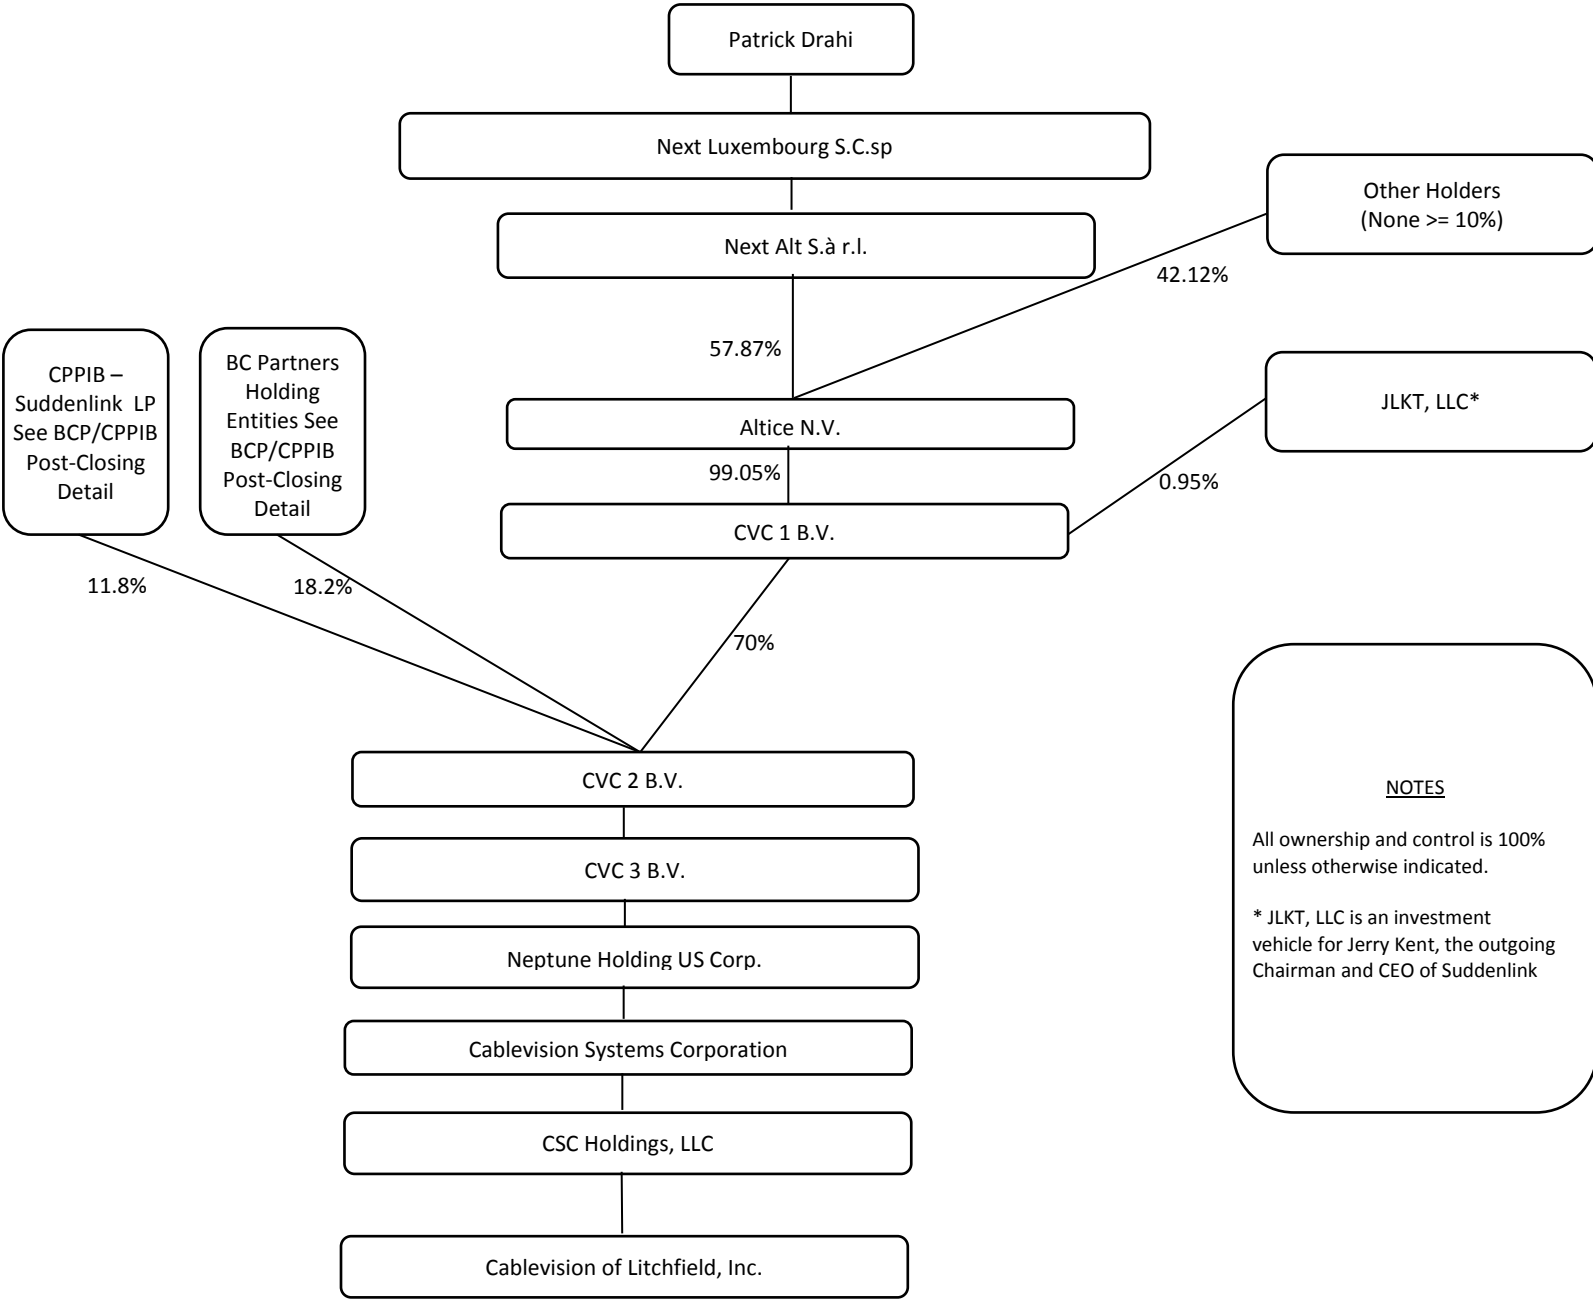 Patrick Drahi
Next Luxembourg S.C.sp
Other Holders
(None >= 10%)
Next Alt S.à r.l.
42.12%
57.87%
CPPIB –
Suddenlink LP
See BCP/CPPIB
Post-Closing
Detail
BC Partners
Holding
Entities See
BCP/CPPIB
Post-Closing
Detail
JLKT, LLC*
Altice N.V.
99.05%
0.95%
CVC 1 B.V.
11.8%
18.2%
70%
CVC 2 B.V.
CVC 3 B.V.
Neptune Holding US Corp.
Cablevision Systems Corporation
CSC Holdings, LLC
Cablevision of Litchfield, Inc.
NOTES
All ownership and control is 100%
unless otherwise indicated.
* JLKT, LLC is an investment
vehicle for Jerry Kent, the outgoing
Chairman and CEO of Suddenlink